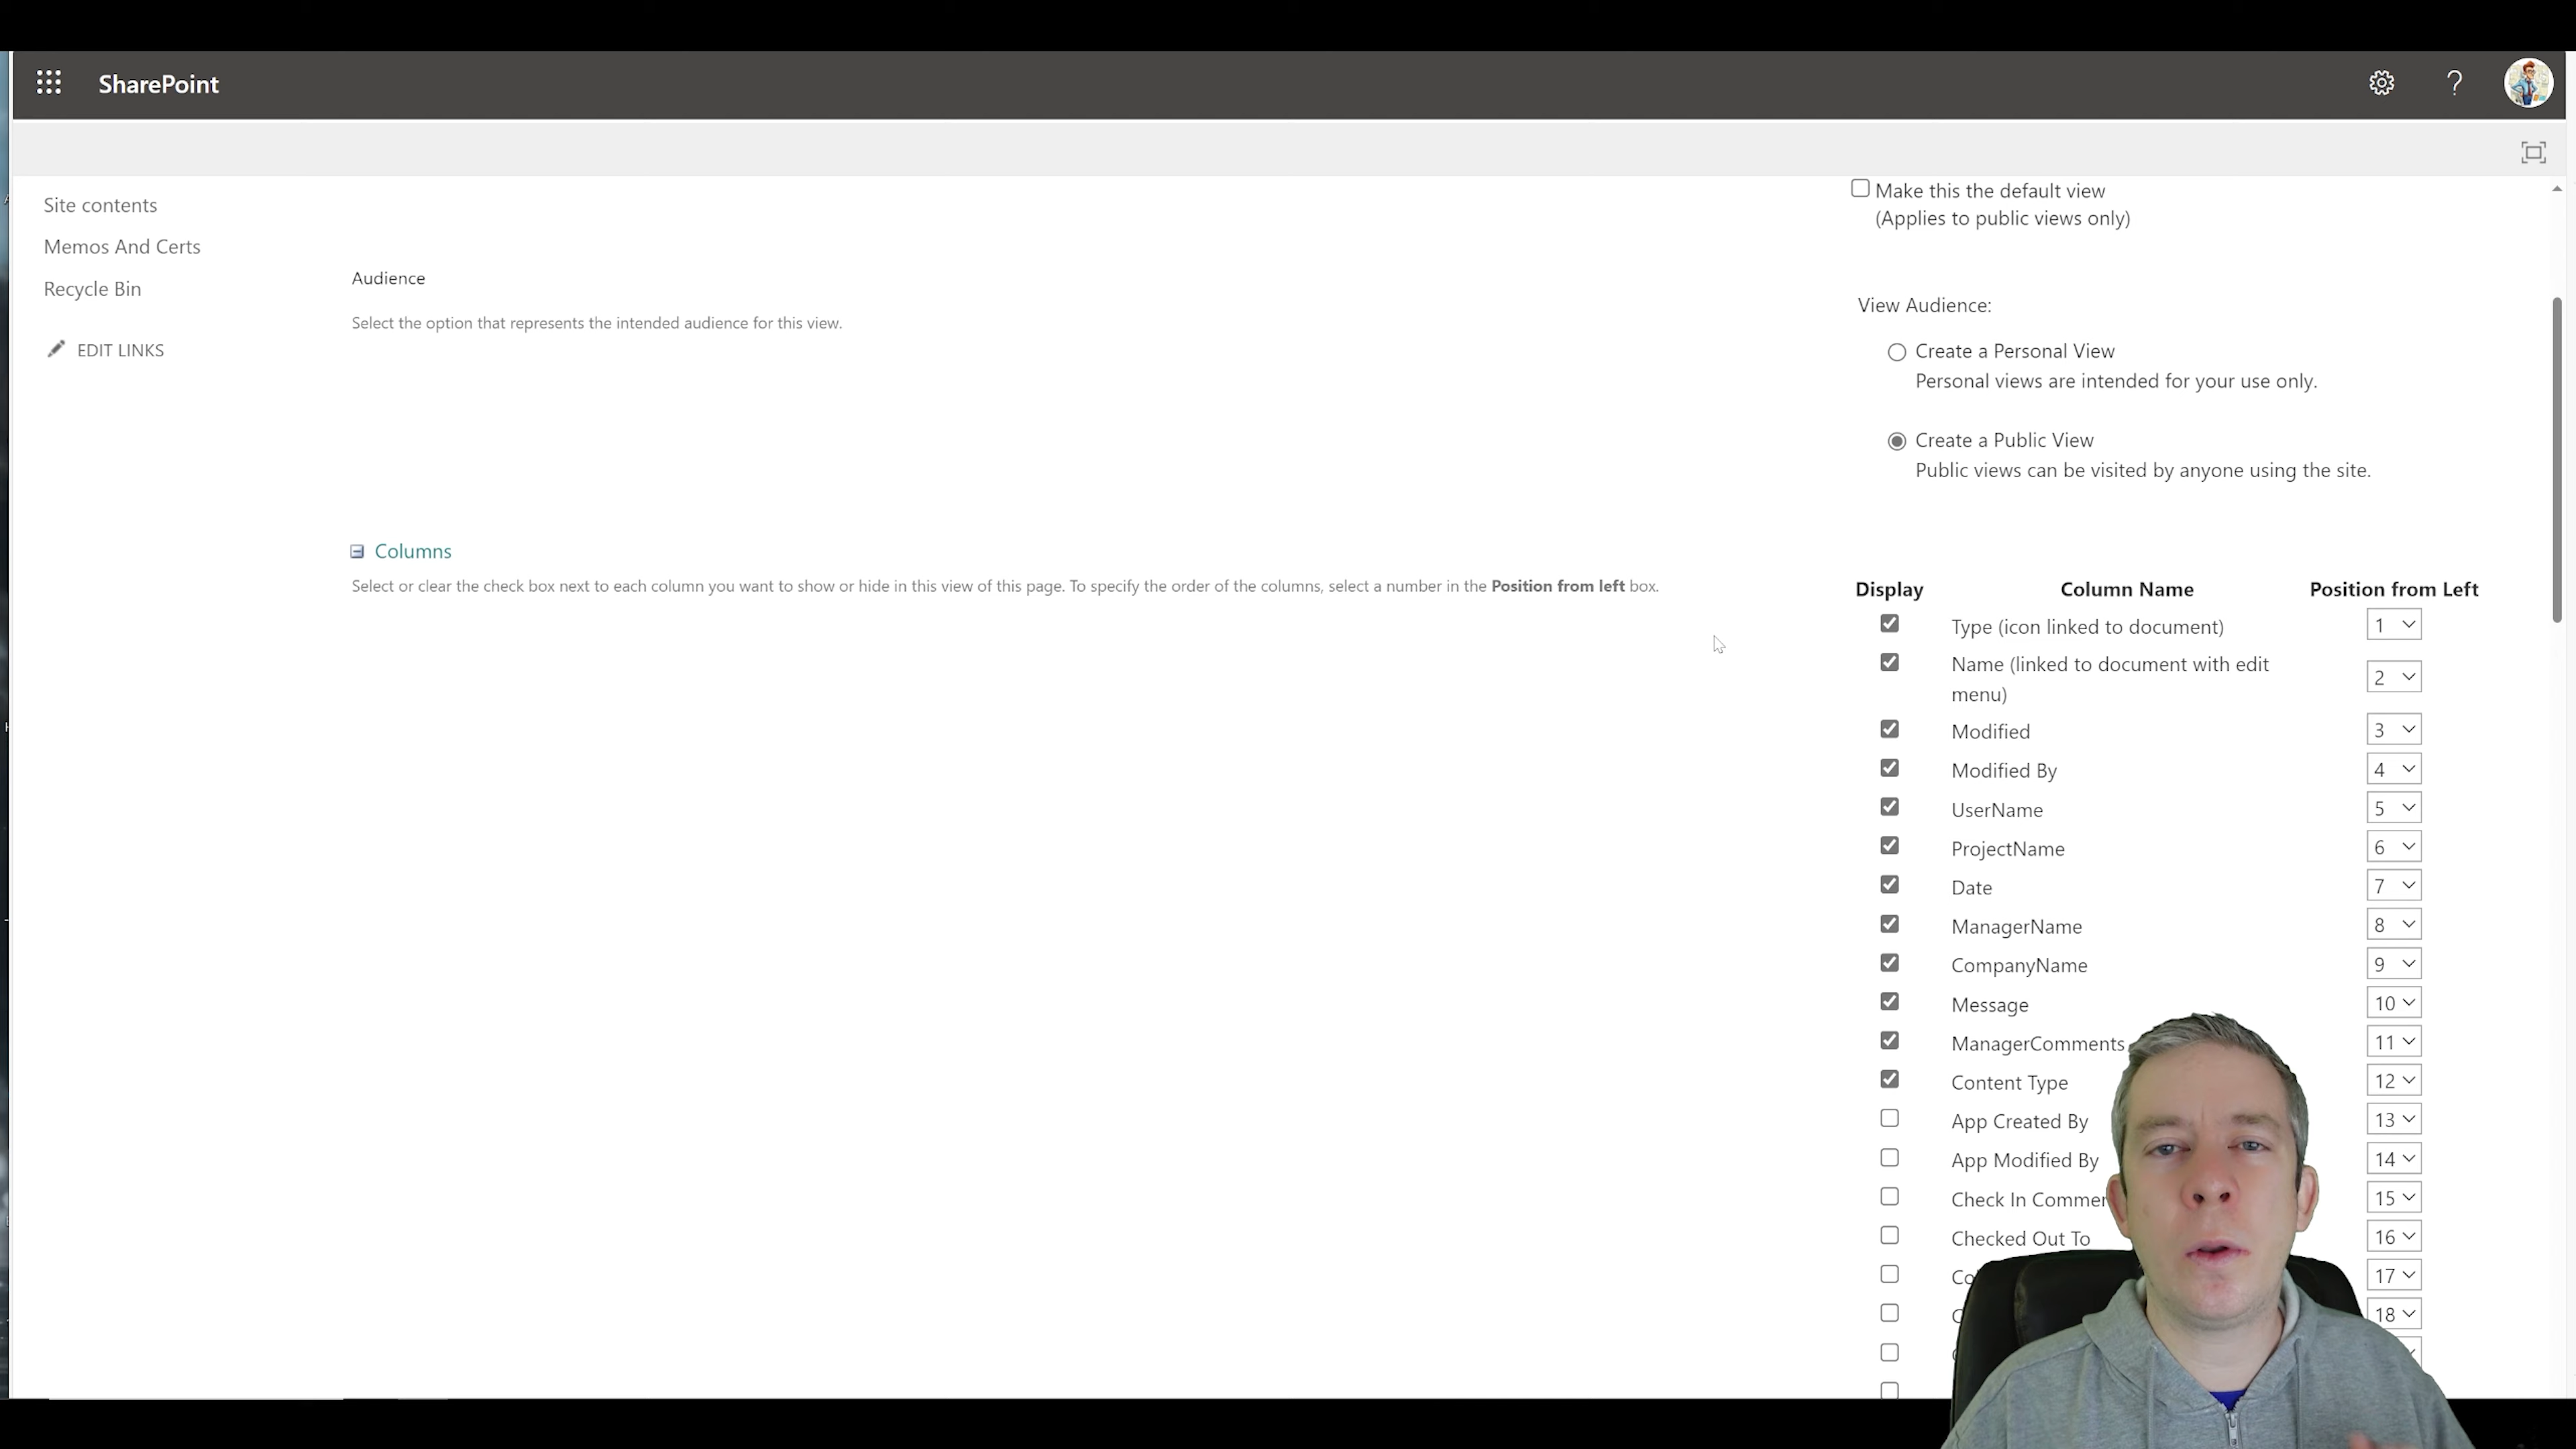 SharePoint
Site contents
Memos And Certs
Recycle Bin
EDIT LINKS
Make this the default view
(Applies to public views only)
Audience
Select the option that represents the intended audience for this view.
View Audience:
Create a Personal View
Personal views are intended for your use only.
Create a Public View
Public views can be visited by anyone using the site.
Columns
Select or clear the check box next to each column you want to show or hide in this view of this page. To specify the order of the columns, select a number in the Position from left box.
Display Column Name Position from Left
Type (icon linked to document) 1
Name (linked to document with edit
menu) 2
Modified 3
Modified By 4
UserName 5
ProjectName 6
Date 7
ManagerName 8
CompanyName 9
Message 10
ManagerComments 11
Content Type 12
App Created By 13
App Modified By 14
Check In 15
Checked Out To 16
17
18